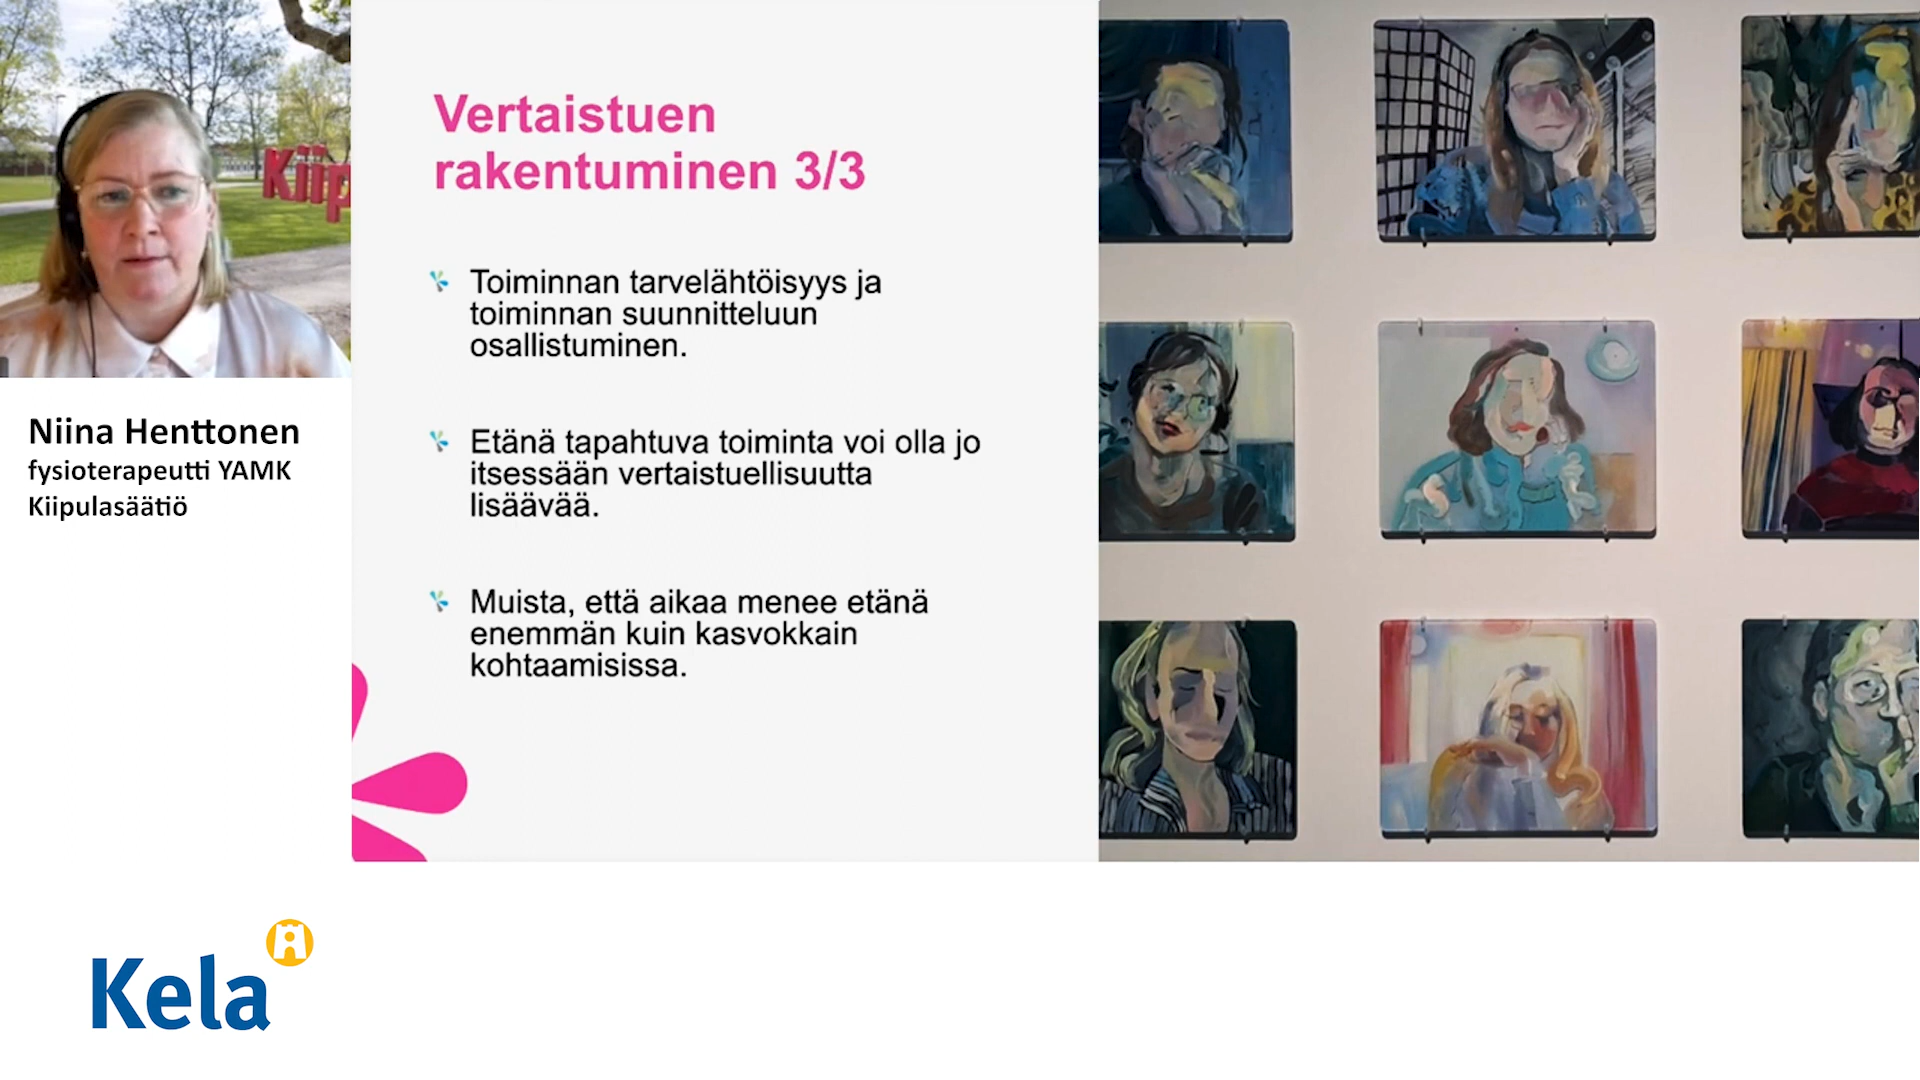 Kiip
Niina Henttonen
fysioterapeutti YAMK
Kiipulasäätiö
Vertaistuen
rakentuminen 3/3
Toiminnan tarvelähtöisyys ja
toiminnan suunnitteluun
osallistuminen.
Etänä tapahtuva toiminta voi olla jo
itsessään vertaistuellisuutta
lisäävää.
Muista, että aikaa menee etänä
enemmän kuin kasvokkain
kohtaamisissa.
Kela